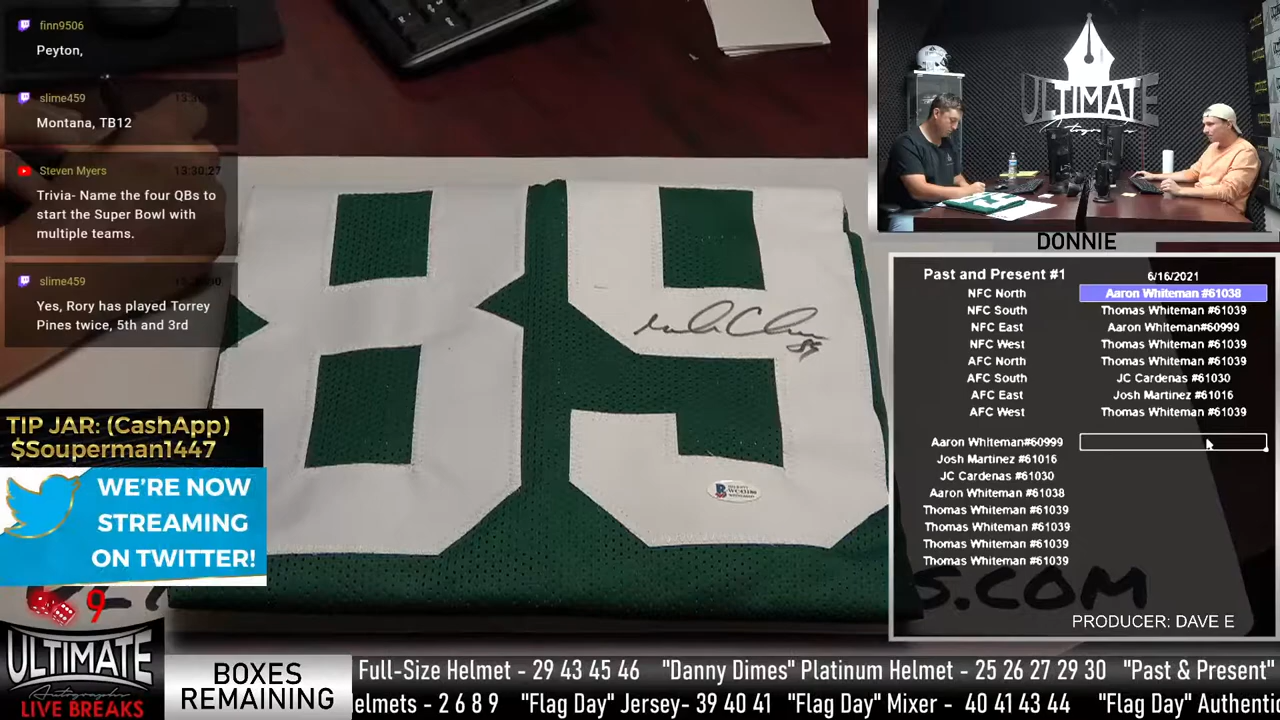 finn9506
Peyton,
slime459
Montana, TB12
Steven Myers 13:30:27
Trivia- Name the four QBs to
start the Super Bowl with
multiple teams.
slime459
Yes, Rory has played Torrey
Pines twice, 5th and 3rd
TIP JAR: (CashApp)
$Souperman1447
WE'RE NOW
STREAMING
ON TWITTER!
9
ULTIMATE
Autographs
LIVE BREAKS
BOXES
REMAINING
85
ULTIMATE
DONNIE
Past and Present #1 6/16/2021
NFC North Aaron Whiteman #61038
NFC South Thomas Whiteman #61039
NFC East Aaron Whiteman#60999
NFC West Thomas Whiteman #61039
AFC North Thomas Whiteman #61039
AFC South JC Cardenas #61030
AFC East Josh Martinez #61016
AFC West Thomas Whiteman #61039
Aaron Whiteman#60999
Josh Martinez #61016
JC Cardenas #61030
Aaron Whiteman #61038
Thomas Whiteman #61039
Thomas Whiteman #61039
Thomas Whiteman #61039
Thomas Whiteman #61039
S.COM
PRODUCER: DAVE E
Full-Size Helmet - 29 43 45 46 "Danny Dimes" Platinum Helmet - 25 26 27 29 30 "Past & Present"
elmets - 2 6 8 9 "Flag Day" Jersey- 39 40 41 "Flag Day" Mixer - 40 41 43 44 "Flag Day" Authentic